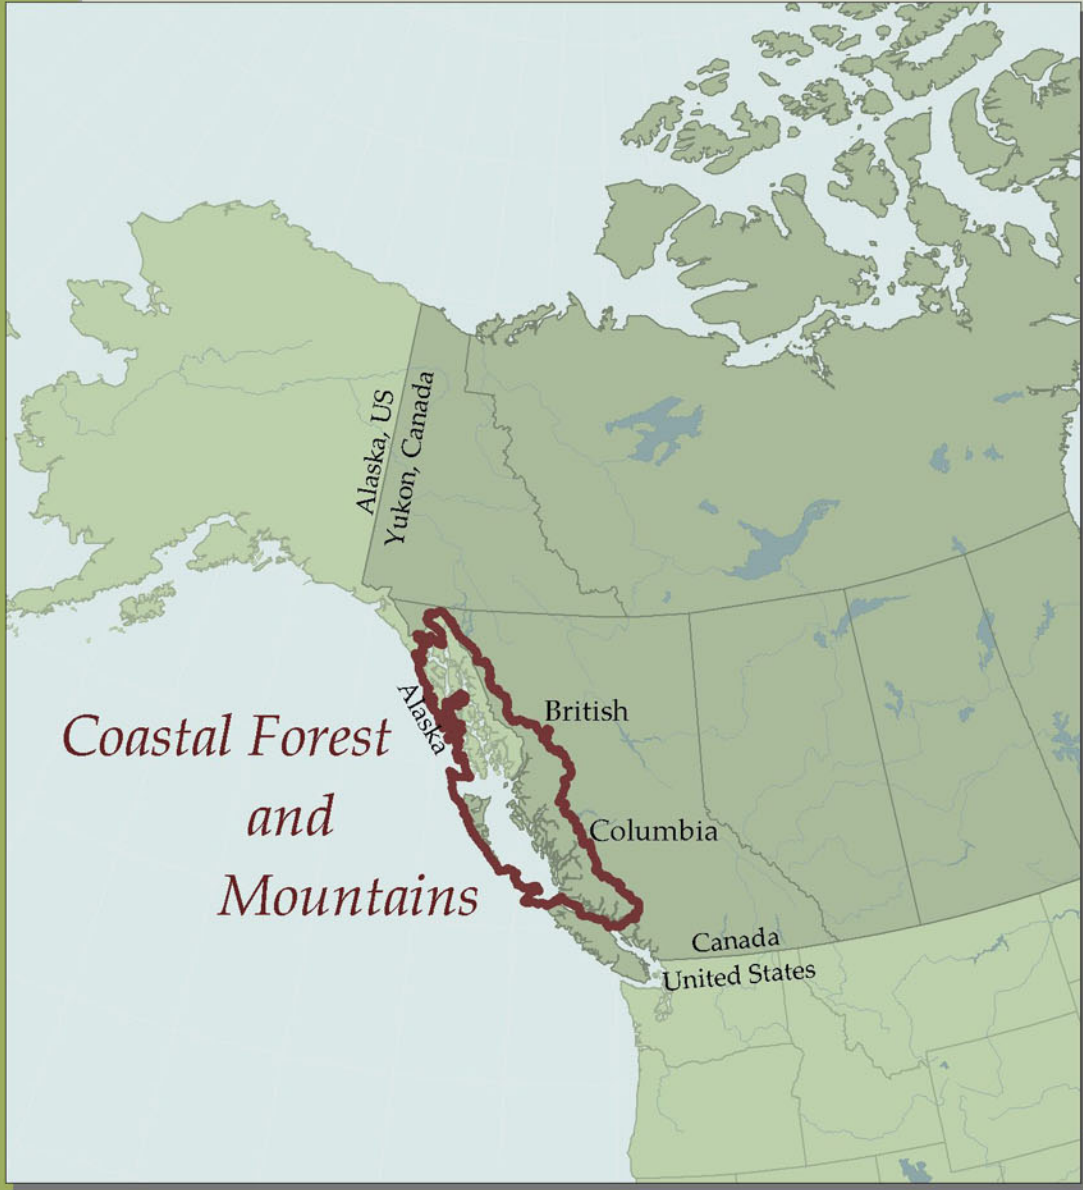 Alaska, US
Yukon, Canada
Alaska
British
Columbia
Coastal Forest
and
Mountains
Canada
United States